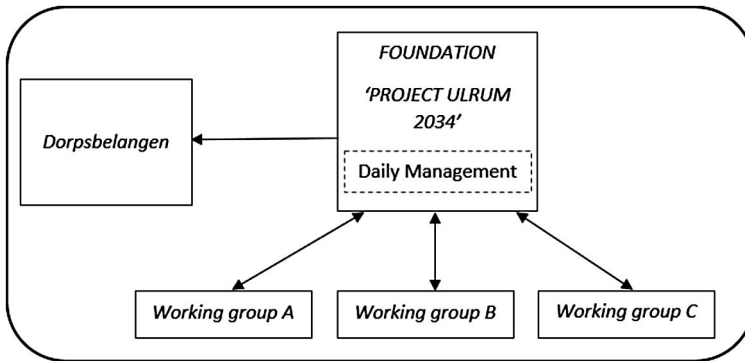 FOUNDATION
‘PROJECT ULRUM
2034’
Dorpsbelangen
Daily Management
Working group A
Working group B
Working group C